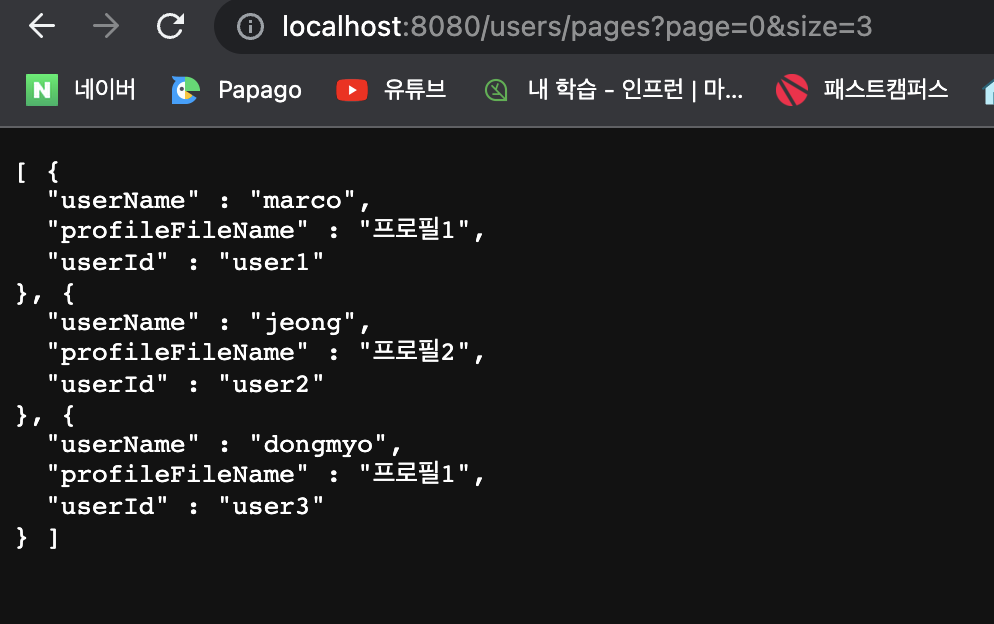 localhost:8080/users/pages?page=0&size=3
N 네이버 Papago 유튜브 내 학습 - 인프런 | 마... 패스트캠퍼스
[ {
  "userName" : "marco",
  "profileFileName" : "프로필1",
  "userId" : "user1"
}, {
  "userName" : "jeong",
  "profileFileName" : "프로필2",
  "userId" : "user2"
}, {
  "userName" : "dongmyo",
  "profileFileName" : "프로필1",
  "userId" : "user3"
} ]